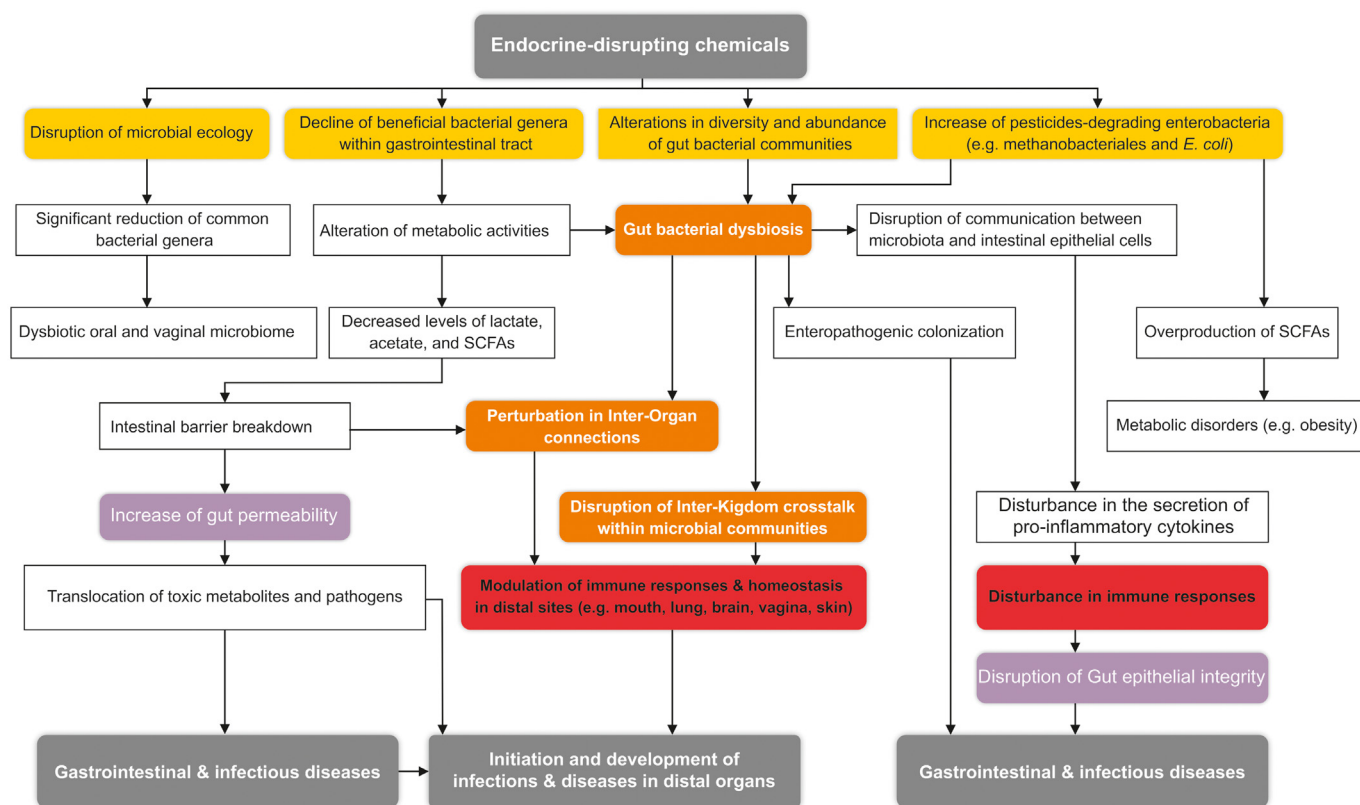 Endocrine-disrupting chemicals
Disruption of microbial ecology
Decline of beneficial bacterial genera
within gastrointestinal tract
Alterations in diversity and abundance
of gut bacterial communities
Increase of pesticides-degrading enterobacteria
(e.g. methanobacteriales and E. coli)
Significant reduction of common
bacterial genera
Alteration of metabolic activities
Gut bacterial dysbiosis
Disruption of communication between
microbiota and intestinal epithelial cells
Dysbiotic oral and vaginal microbiome
Decreased levels of lactate,
acetate, and SCFAs
Enteropathogenic colonization
Overproduction of SCFAs
Intestinal barrier breakdown
Perturbation in Inter-Organ
connections
Metabolic disorders (e.g. obesity)
Increase of gut permeability
Disruption of Inter-Kigdom crosstalk
within microbial communities
Disturbance in the secretion of
pro-inflammatory cytokines
Translocation of toxic metabolites and pathogens
Modulation of immune responses & homeostasis
in distal sites (e.g. mouth, lung, brain, vagina, skin)
Disturbance in immune responses
Disruption of Gut epithelial integrity
Gastrointestinal & infectious diseases
Initiation and development of
infections & diseases in distal organs
Gastrointestinal & infectious diseases